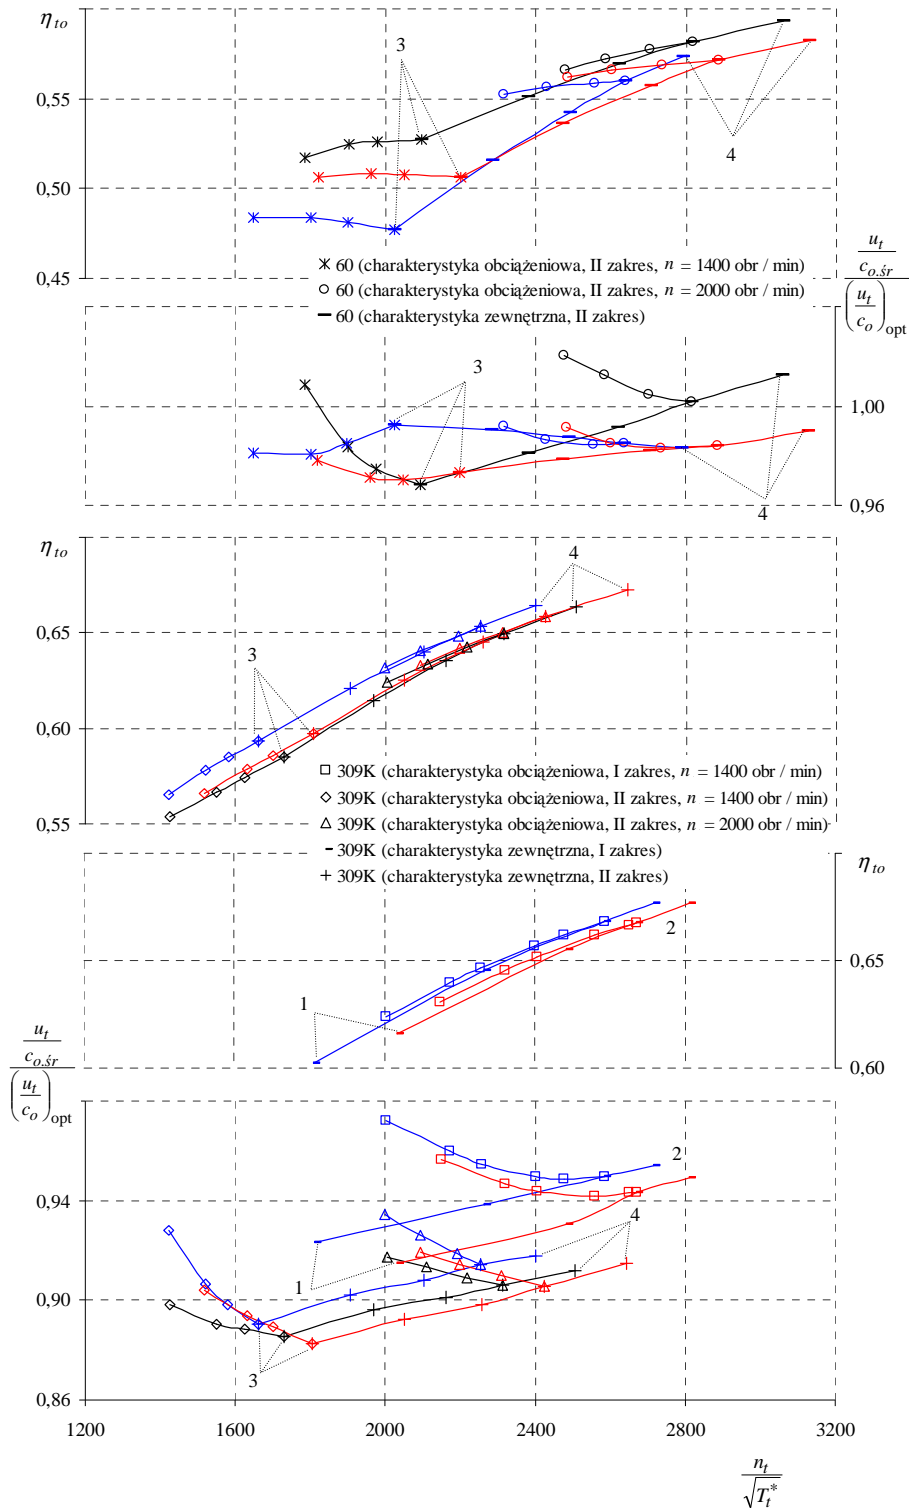 η_to
3
0,55
4
0,50
0,45
u_t
c_o.śr
(u_t / c_o)_opt
60 (charakterystyka obciążeniowa, II zakres, n = 1400 obr / min)
60 (charakterystyka obciążeniowa, II zakres, n = 2000 obr / min)
60 (charakterystyka zewnętrzna, II zakres)
3
1,00
4
0,96
η_to
4
0,65
3
0,60
309K (charakterystyka obciążeniowa, I zakres, n = 1400 obr / min)
309K (charakterystyka obciążeniowa, II zakres, n = 1400 obr / min)
309K (charakterystyka obciążeniowa, II zakres, n = 2000 obr / min)
309K (charakterystyka zewnętrzna, I zakres)
309K (charakterystyka zewnętrzna, II zakres)
0,55
η_to
2
0,65
1
0,60
u_t
c_o.śr
(u_t / c_o)_opt
2
0,94
4
1
0,90
3
0,86
1200 1600 2000 2400 2800 3200
n_t
√T_t*